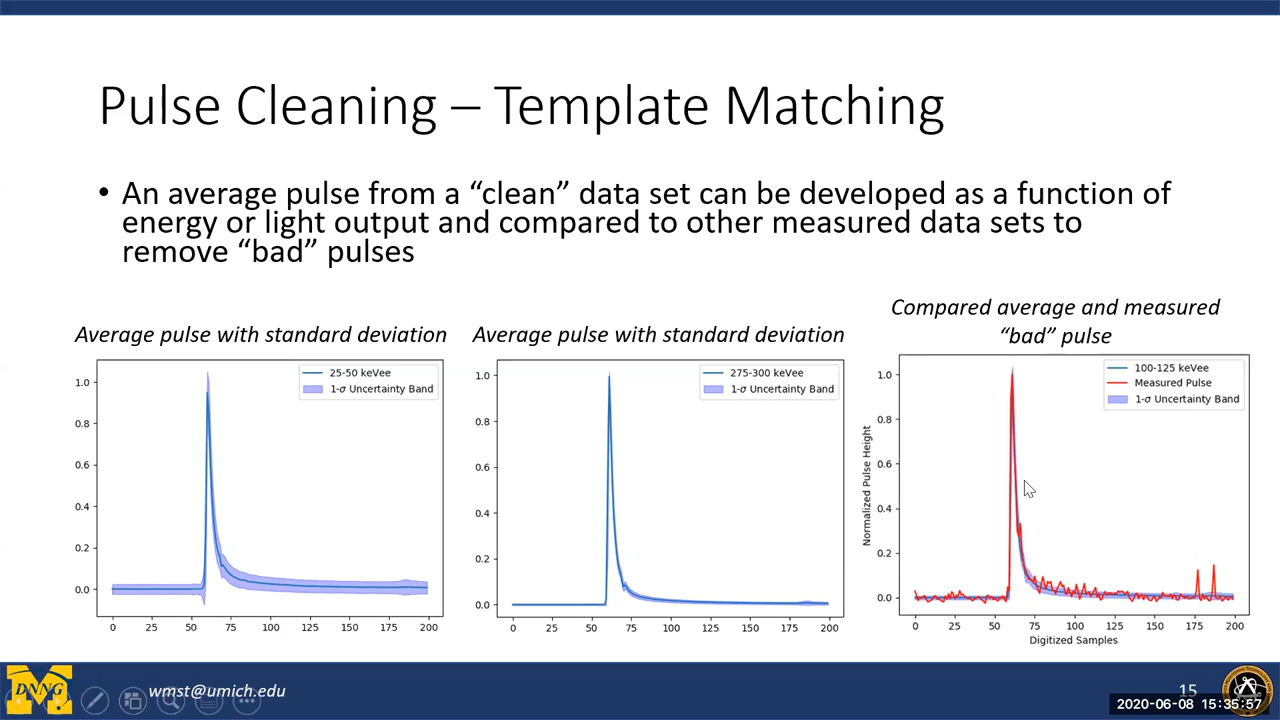 Pulse Cleaning – Template Matching
• An average pulse from a “clean” data set can be developed as a function of
energy or light output and compared to other measured data sets to
remove “bad” pulses
Average pulse with standard deviation
1.0
0.8
0.6
0.4
0.2
0.0
0 25 50 75 100 125 150 175 200
25-50 keVee
1-σ Uncertainty Band
Average pulse with standard deviation
1.0
0.8
0.6
0.4
0.2
0.0
0 25 50 75 100 125 150 175 200
275-300 keVee
1-σ Uncertainty Band
Compared average and measured
“bad” pulse
Normalized Pulse Height
1.0
0.8
0.6
0.4
0.2
0.0
0 25 50 75 100 125 150 175 200
Digitized Samples
100-125 keVee
Measured Pulse
1-σ Uncertainty Band
DNNG
wmst@umich.edu
15
2020-06-08 15:35:57